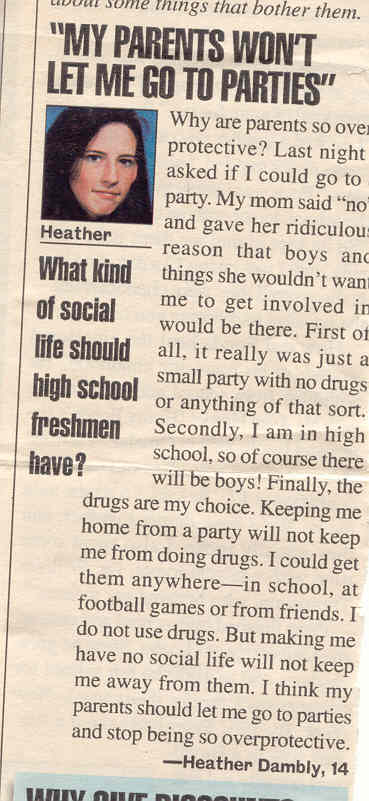 about some things that bother them.
"MY PARENTS WON'T
LET ME GO TO PARTIES"
Heather
What kind
of social
life should
high school
freshmen
have?
Why are parents so over
protective? Last night
asked if I could go to
party. My mom said "no"
and gave her ridiculous
reason that boys and
things she wouldn't want
me to get involved in
would be there. First of
all, it really was just a
small party with no drugs
or anything of that sort.
Secondly, I am in high
school, so of course there
will be boys! Finally, the
drugs are my choice. Keeping me
home from a party will not keep
me from doing drugs. I could get
them anywhere—in school, at
football games or from friends. I
do not use drugs. But making me
have no social life will not keep
me away from them. I think my
parents should let me go to parties
and stop being so overprotective.
—Heather Dambly, 14
WHY GIVE DISCOUNTS